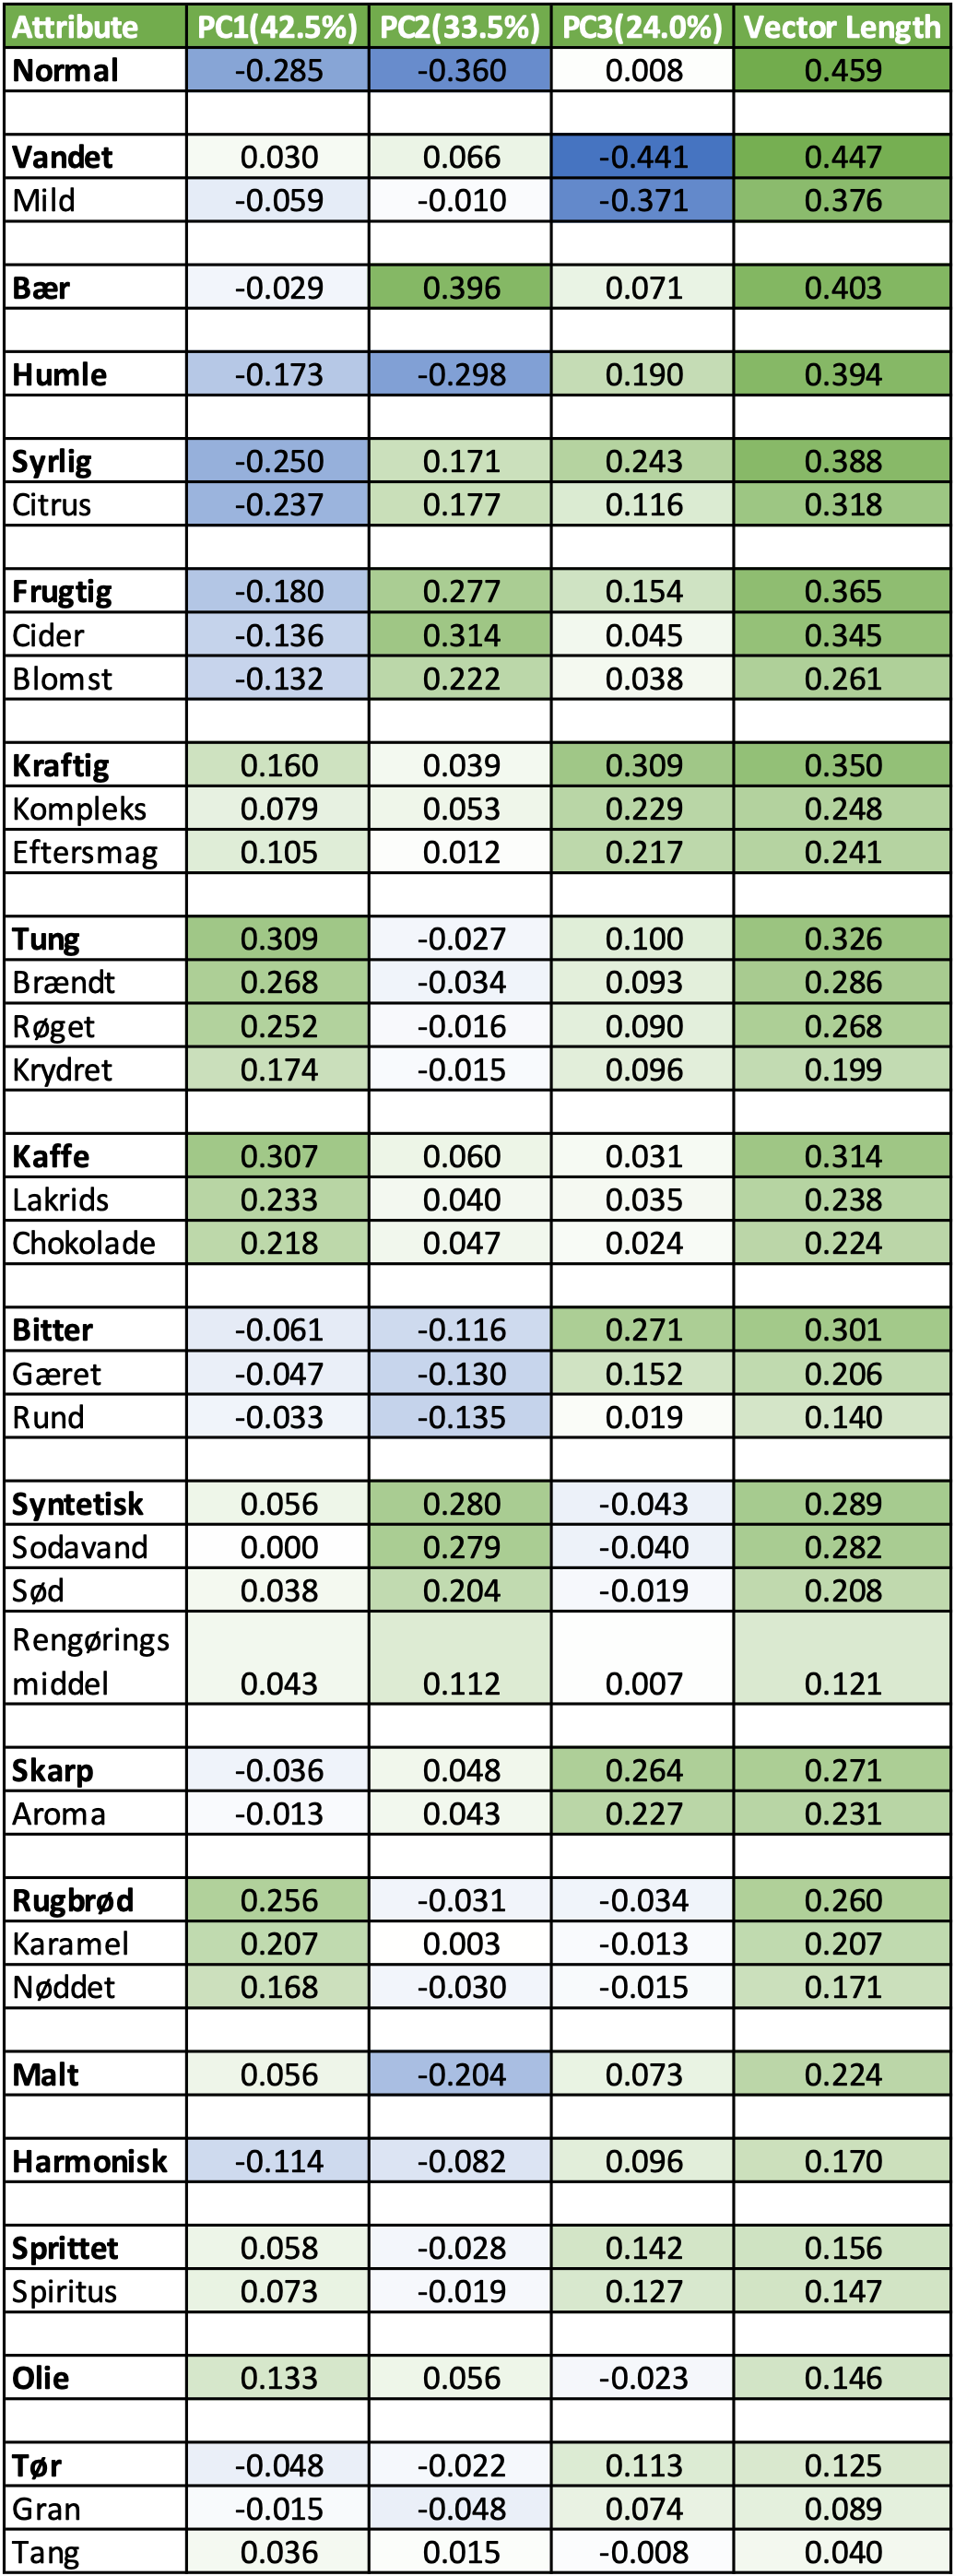 Attribute PC1(42.5%) PC2(33.5%) PC3(24.0%) Vector Length
Normal -0.285 -0.360 0.008 0.459
Vandet 0.030 0.066 -0.441 0.447
Mild -0.059 -0.010 -0.371 0.376
Bær -0.029 0.396 0.071 0.403
Humle -0.173 -0.298 0.190 0.394
Syrlig -0.250 0.171 0.243 0.388
Citrus -0.237 0.177 0.116 0.318
Frugtig -0.180 0.277 0.154 0.365
Cider -0.136 0.314 0.045 0.345
Blomst -0.132 0.222 0.038 0.261
Kraftig 0.160 0.039 0.309 0.350
Kompleks 0.079 0.053 0.229 0.248
Eftersmag 0.105 0.012 0.217 0.241
Tung 0.309 -0.027 0.100 0.326
Brændt 0.268 -0.034 0.093 0.286
Røget 0.252 -0.016 0.090 0.268
Krydret 0.174 -0.015 0.096 0.199
Kaffe 0.307 0.060 0.031 0.314
Lakrids 0.233 0.040 0.035 0.238
Chokolade 0.218 0.047 0.024 0.224
Bitter -0.061 -0.116 0.271 0.301
Gæret -0.047 -0.130 0.152 0.206
Rund -0.033 -0.135 0.019 0.140
Syntetisk 0.056 0.280 -0.043 0.289
Sodavand 0.000 0.279 -0.040 0.282
Sød 0.038 0.204 -0.019 0.208
Rengørings
middel 0.043 0.112 0.007 0.121
Skarp -0.036 0.048 0.264 0.271
Aroma -0.013 0.043 0.227 0.231
Rugbrød 0.256 -0.031 -0.034 0.260
Karamel 0.207 0.003 -0.013 0.207
Nøddet 0.168 -0.030 -0.015 0.171
Malt 0.056 -0.204 0.073 0.224
Harmonisk -0.114 -0.082 0.096 0.170
Sprittet 0.058 -0.028 0.142 0.156
Spiritus 0.073 -0.019 0.127 0.147
Olie 0.133 0.056 -0.023 0.146
Tør -0.048 -0.022 0.113 0.125
Gran -0.015 -0.048 0.074 0.089
Tang 0.036 0.015 -0.008 0.040